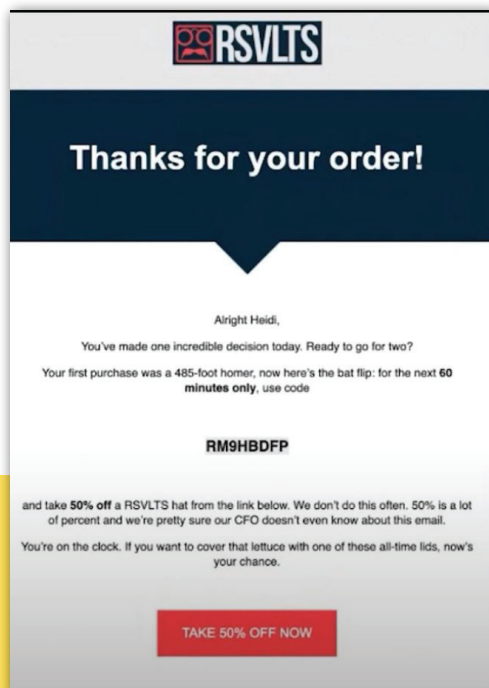 RSVLTS
Thanks for your order!
Alright Heidi,
You've made one incredible decision today. Ready to go for two?
Your first purchase was a 485-foot homer, now here's the bat flip: for the next 60
minutes only, use code
RM9HBDFP
and take 50% off a RSVLTS hat from the link below. We don't do this often. 50% is a lot
of percent and we're pretty sure our CFO doesn't even know about this email.
You're on the clock. If you want to cover that lettuce with one of these all-time lids, now's
your chance.
TAKE 50% OFF NOW